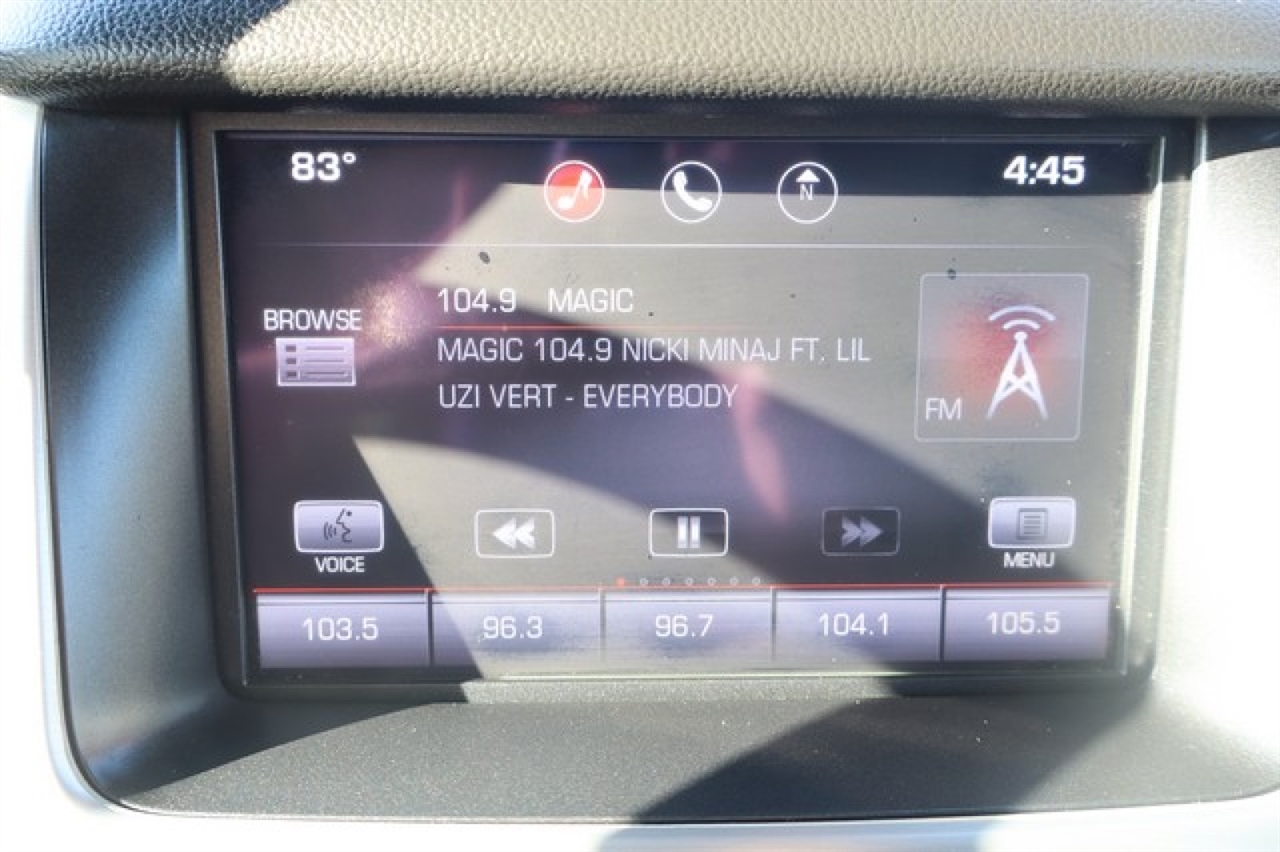 83°
N
4:45
104.9 MAGIC
BROWSE
MAGIC 104.9 NICKI MINAJ FT. LIL
UZI VERT - EVERYBODY
FM
VOICE
MENU
103.5
96.3
96.7
104.1
105.5